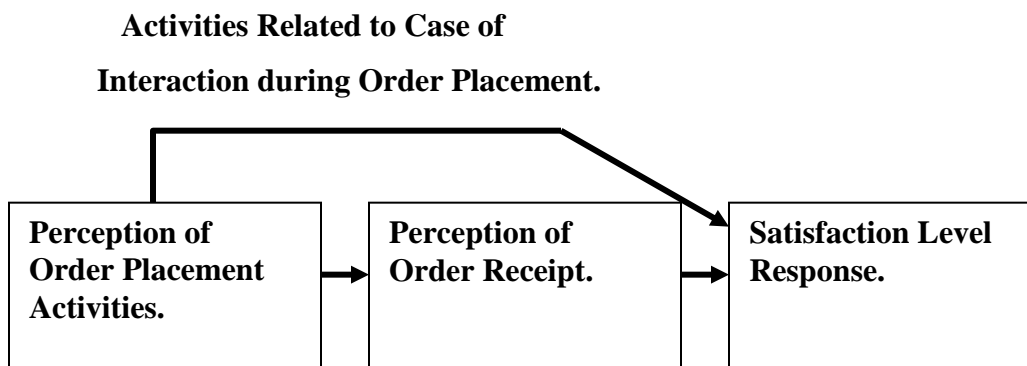 Activities Related to Case of
Interaction during Order Placement.
Perception of
Order Placement
Activities.
Perception of
Order Receipt.
Satisfaction Level
Response.